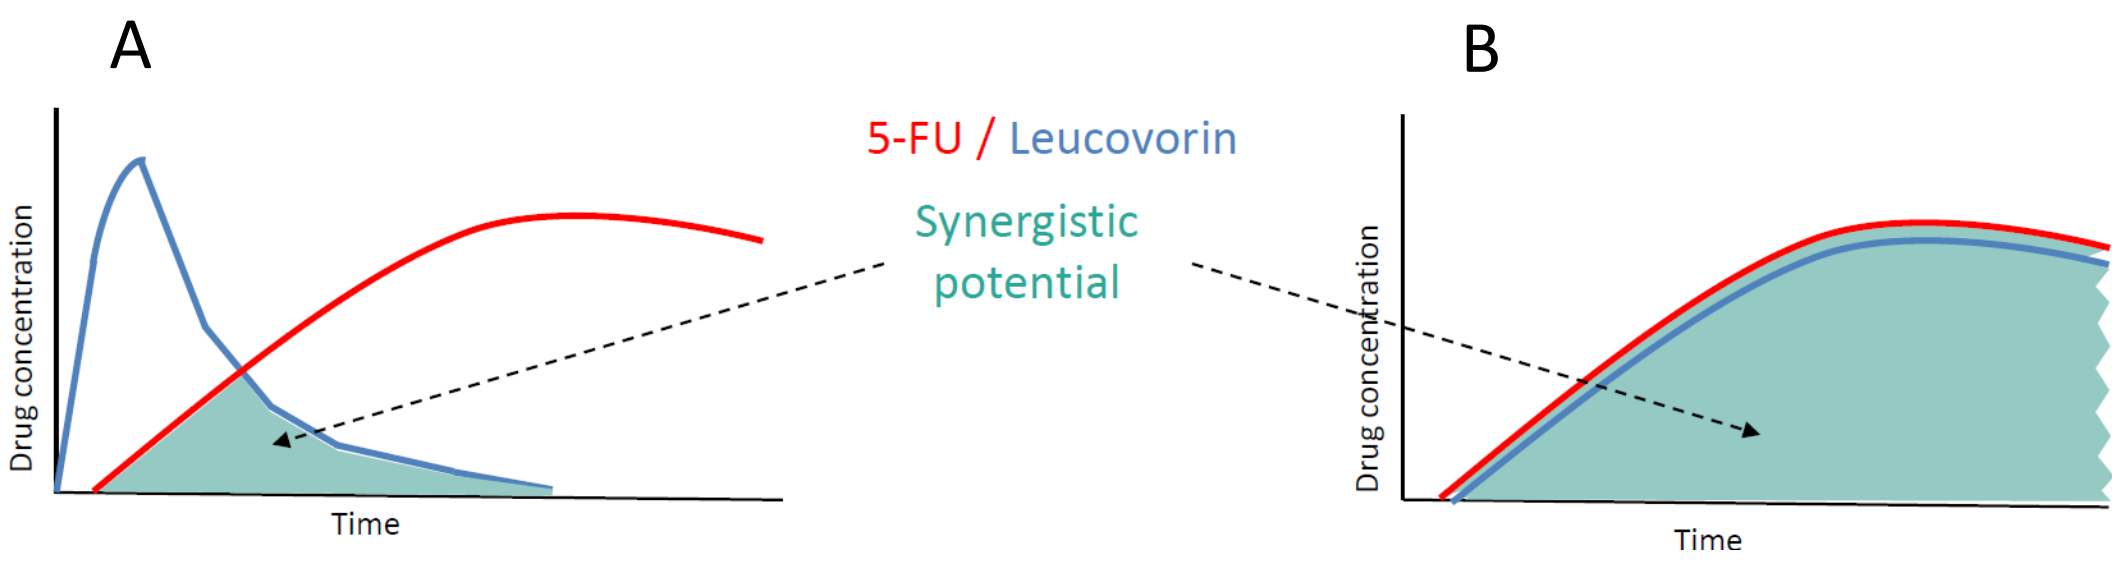 A
B
5-FU / Leucovorin
Synergistic
potential
Drug concentration
Time
Drug concentration
Time